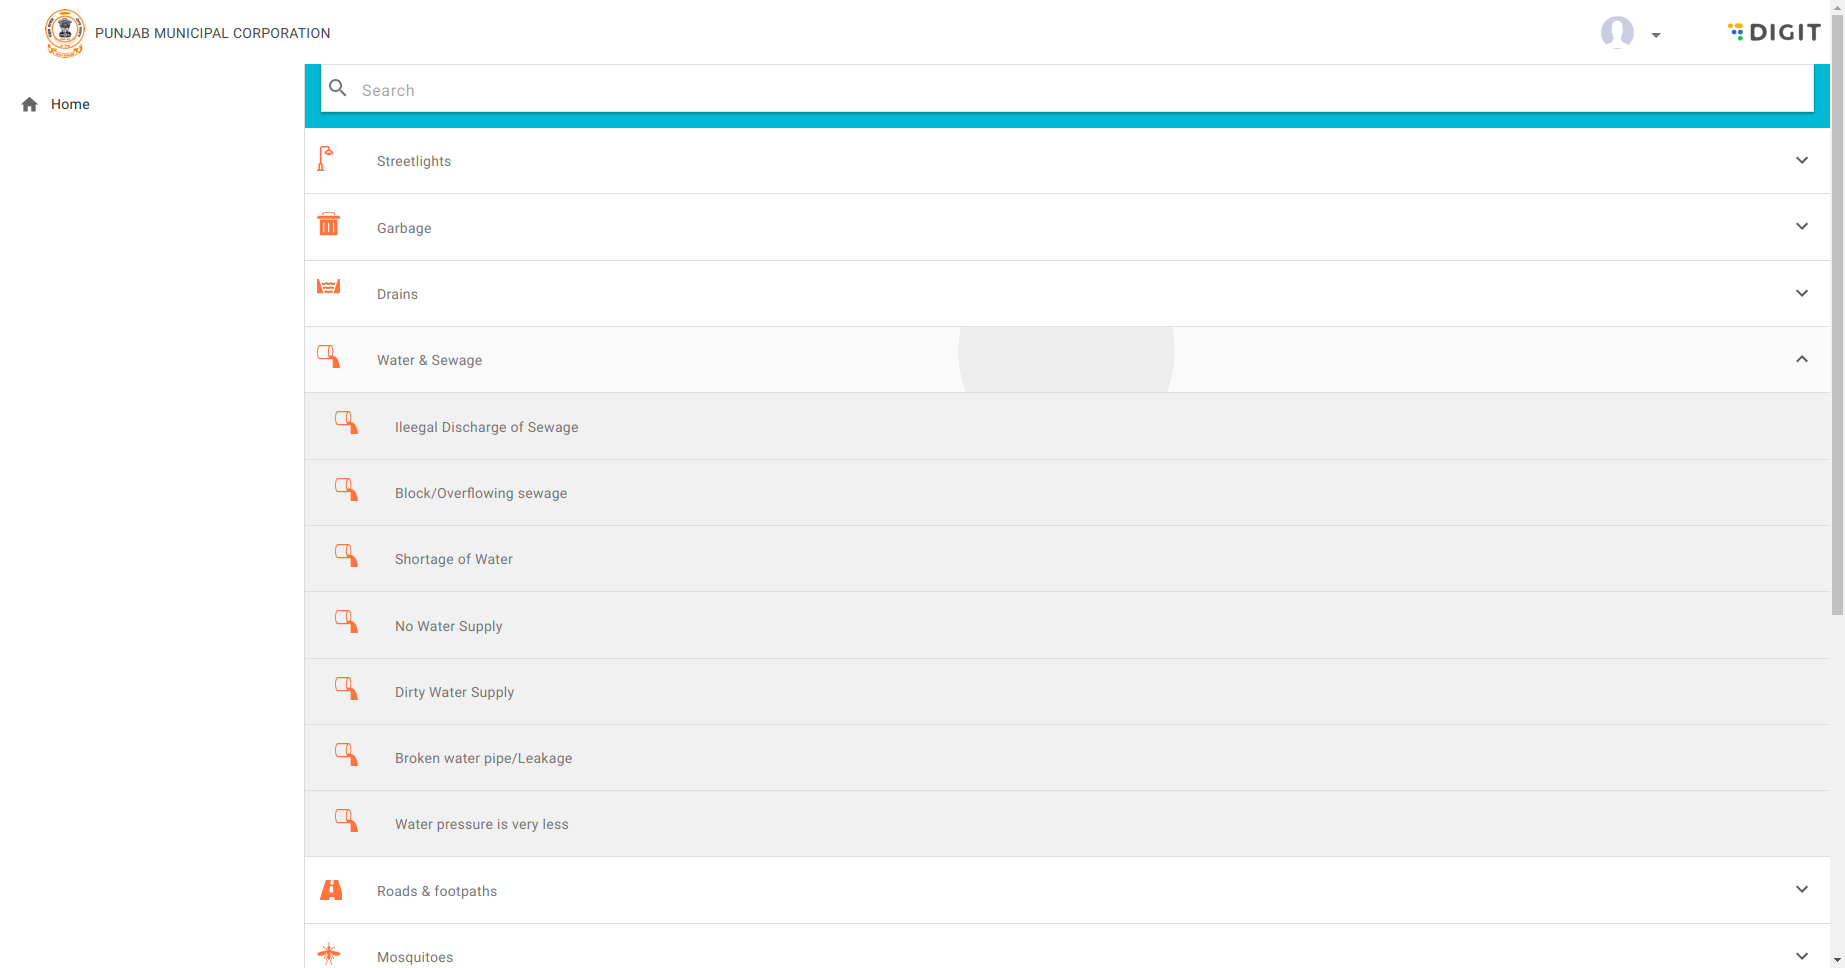 PUNJAB MUNICIPAL CORPORATION
DIGIT
Home
Search
Streetlights
Garbage
Drains
Water & Sewage
Ileegal Discharge of Sewage
Block/Overflowing sewage
Shortage of Water
No Water Supply
Dirty Water Supply
Broken water pipe/Leakage
Water pressure is very less
Roads & footpaths
Mosquitoes